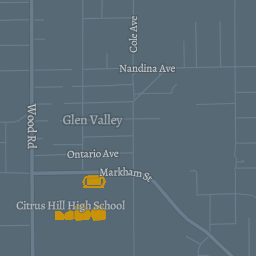 Cole Ave
Nandina Ave
Wood Rd
Glen Valley
Ontario Ave
Markham St
Citrus Hill High School